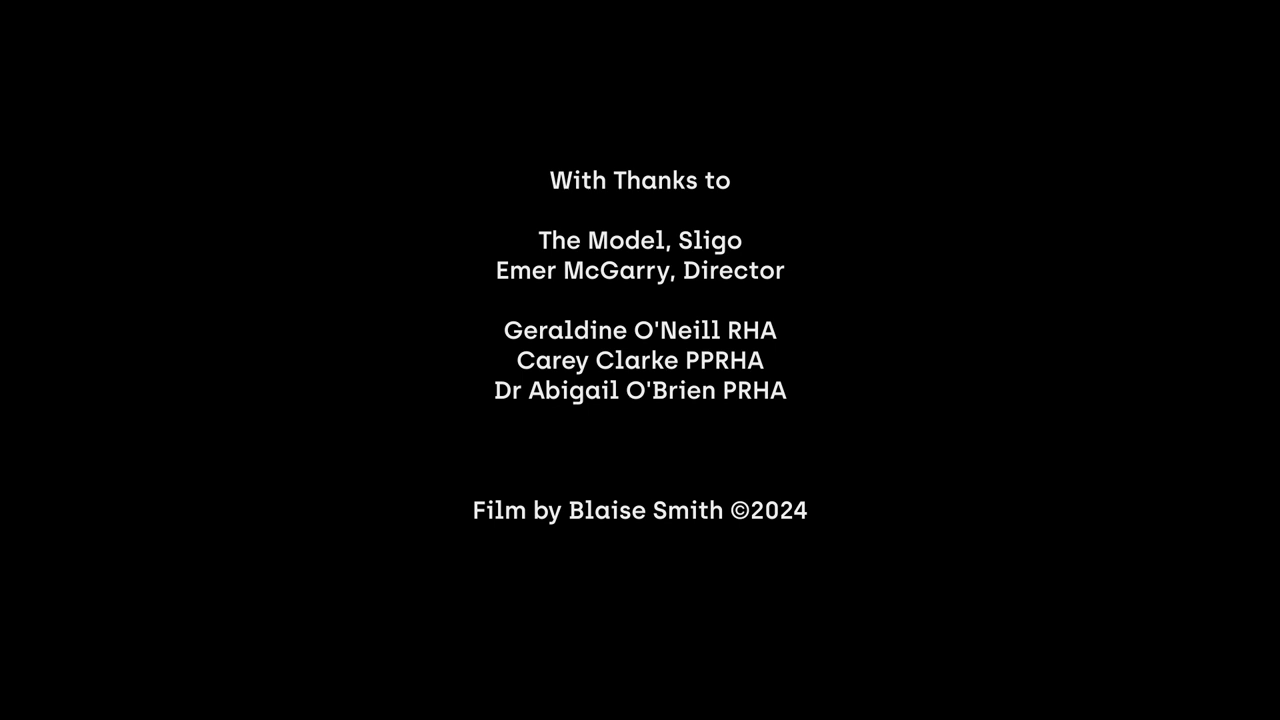 With Thanks to
The Model, Sligo
Emer McGarry, Director
Geraldine O'Neill RHA
Carey Clarke PPRHA
Dr Abigail O'Brien PRHA
Film by Blaise Smith ©2024